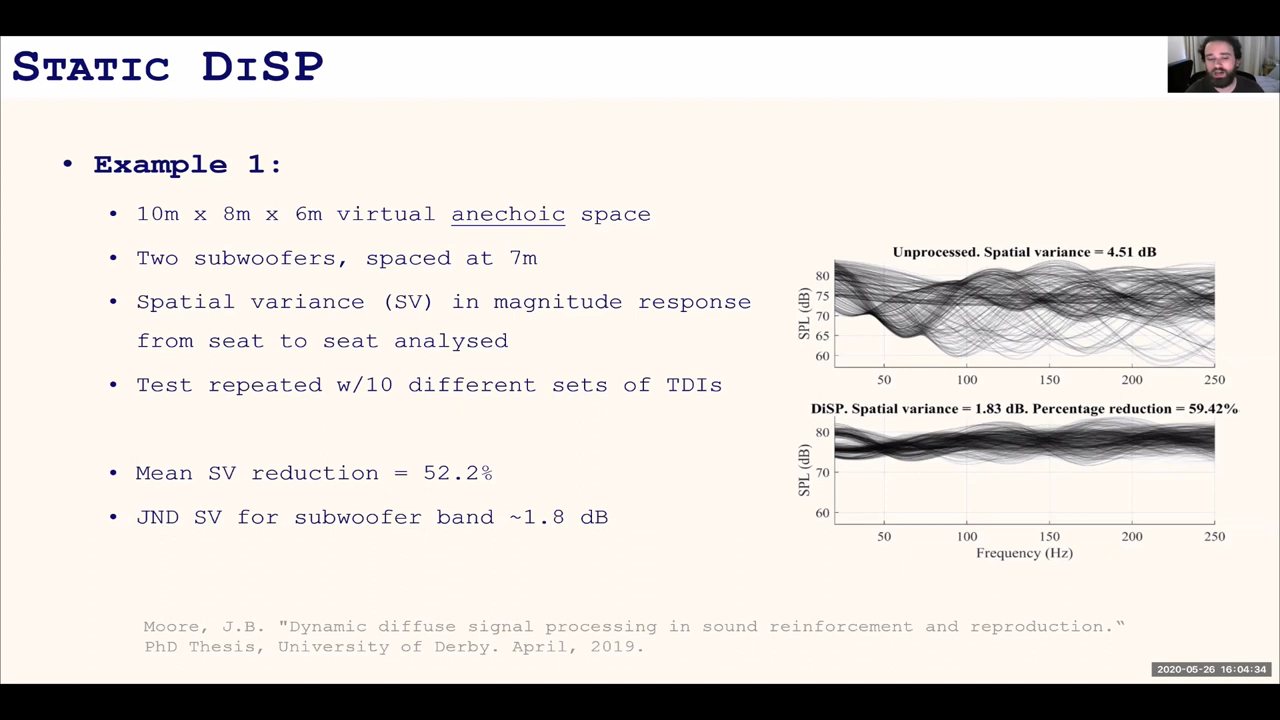 STATIC DISP
• Example 1:
• 10m x 8m x 6m virtual anechoic space
• Two subwoofers, spaced at 7m
• Spatial variance (SV) in magnitude response
from seat to seat analysed
• Test repeated w/10 different sets of TDIs
• Mean SV reduction = 52.2%
• JND SV for subwoofer band ~1.8 dB
Unprocessed. Spatial variance = 4.51 dB
SPL (dB)
80
75
70
65
60
50 100 150 200 250
DiSP. Spatial variance = 1.83 dB. Percentage reduction = 59.42%
SPL (dB)
80
70
60
50 100 150 200 250
Frequency (Hz)
Moore, J.B. "Dynamic diffuse signal processing in sound reinforcement and reproduction.“
PhD Thesis, University of Derby. April, 2019.
2020-05-26 16:04:34